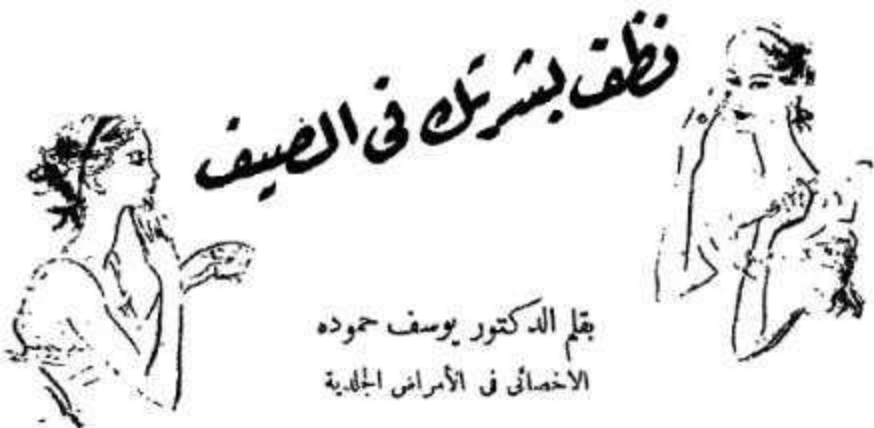 نظف بشرتك فى الصيف
بقلم الدكتور يوسف حموده
الاخصائى فى الأمراض الجلدية